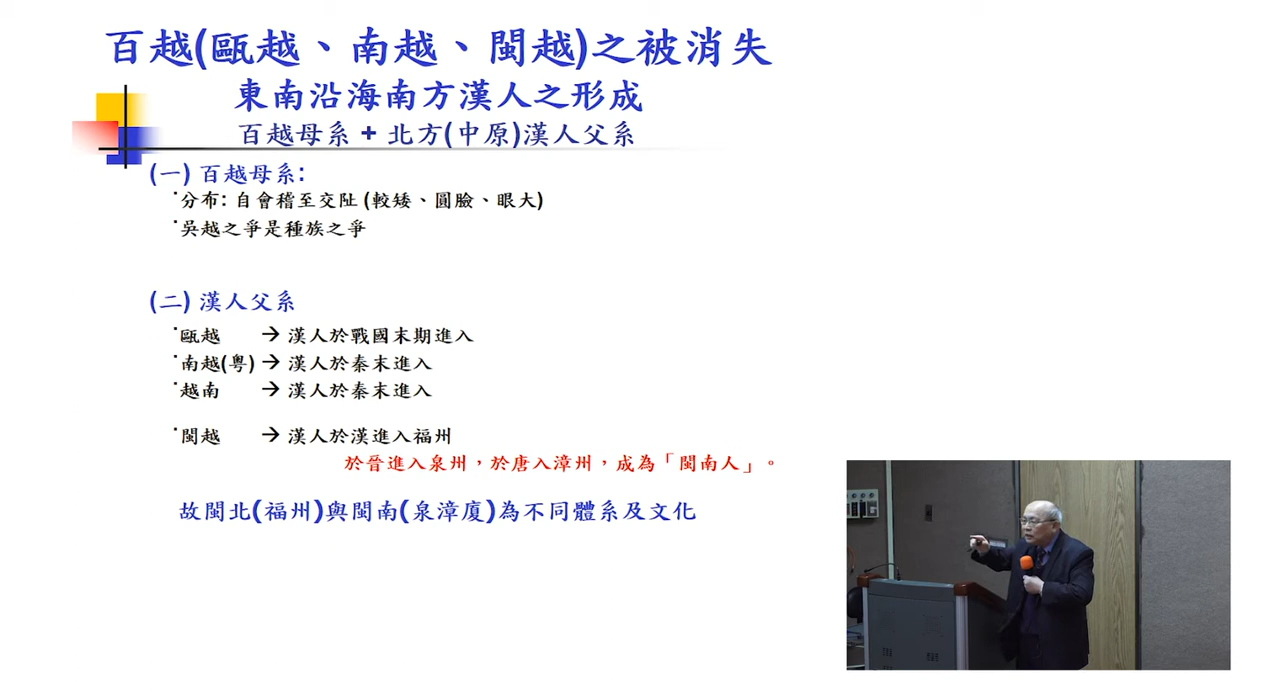 百越(甌越、南越、閩越)之被消失
東南沿海南方漢人之形成
百越母系 + 北方(中原)漢人父系
(一) 百越母系:
˙分布: 自會稽至交阯 (較矮、圓臉、眼大)
˙吳越之爭是種族之爭
(二) 漢人父系
˙甌越 → 漢人於戰國末期進入
˙南越(粵) → 漢人於秦末進入
˙越南 → 漢人於秦末進入
˙閩越 → 漢人於漢進入福州
於晉進入泉州，於唐入漳州，成為「閩南人」。
故閩北(福州)與閩南(泉漳廈)為不同體系及文化